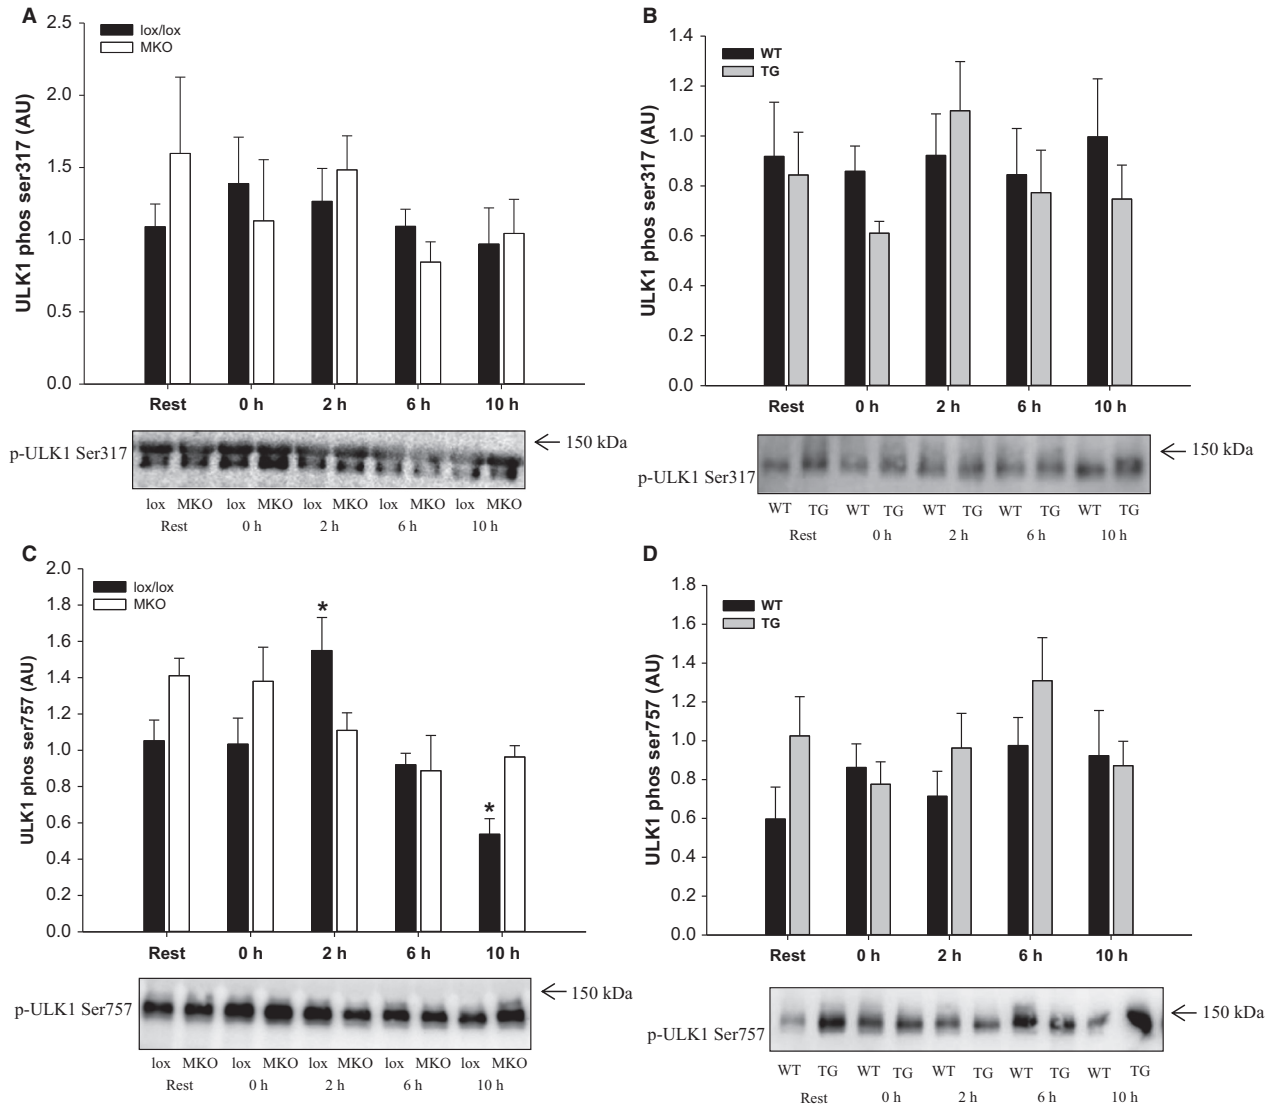 A
ULK1 phos ser317 (AU)
2.5
2.0
1.5
1.0
0.5
0.0
lox/lox
MKO
Rest 0 h 2 h 6 h 10 h
p-ULK1 Ser317
150 kDa
lox MKO lox MKO lox MKO lox MKO lox MKO
Rest 0 h 2 h 6 h 10 h
B
ULK1 phos ser317 (AU)
1.4
1.2
1.0
0.8
0.6
0.4
0.2
0.0
WT
TG
Rest 0 h 2 h 6 h 10 h
p-ULK1 Ser317
150 kDa
WT TG WT TG WT TG WT TG WT TG
Rest 0 h 2 h 6 h 10 h
C
ULK1 phos ser757 (AU)
2.0
1.8
1.6
1.4
1.2
1.0
0.8
0.6
0.4
0.2
0.0
lox/lox
MKO
*
*
Rest 0 h 2 h 6 h 10 h
p-ULK1 Ser757
150 kDa
lox MKO lox MKO lox MKO lox MKO lox MKO
Rest 0 h 2 h 6 h 10 h
D
ULK1 phos ser757 (AU)
1.8
1.6
1.4
1.2
1.0
0.8
0.6
0.4
0.2
0.0
WT
TG
Rest 0 h 2 h 6 h 10 h
p-ULK1 Ser757
150 kDa
WT TG WT TG WT TG WT TG WT TG
Rest 0 h 2 h 6 h 10 h